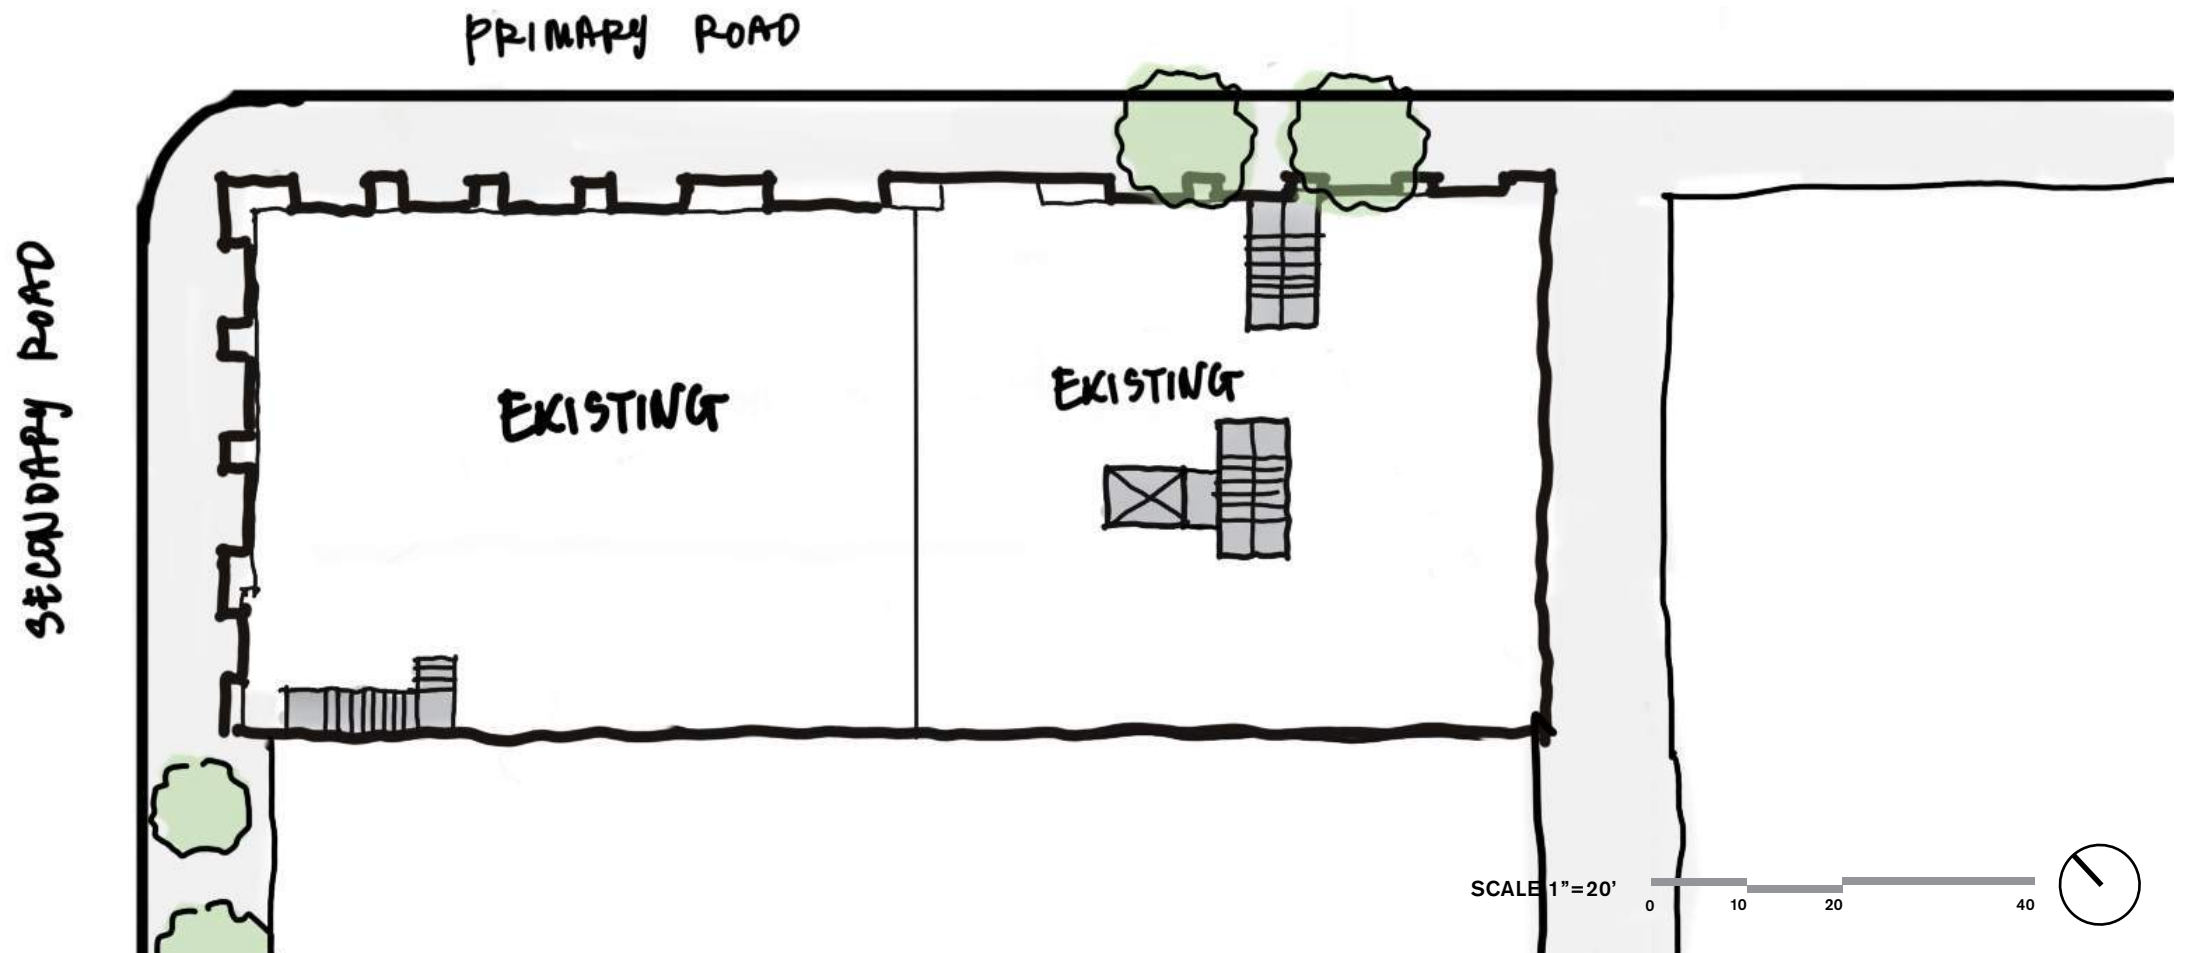 PRIMARY ROAD
SECONDARY ROAD
EXISTING
EXISTING
SCALE 1”=20’
0 10 20 40